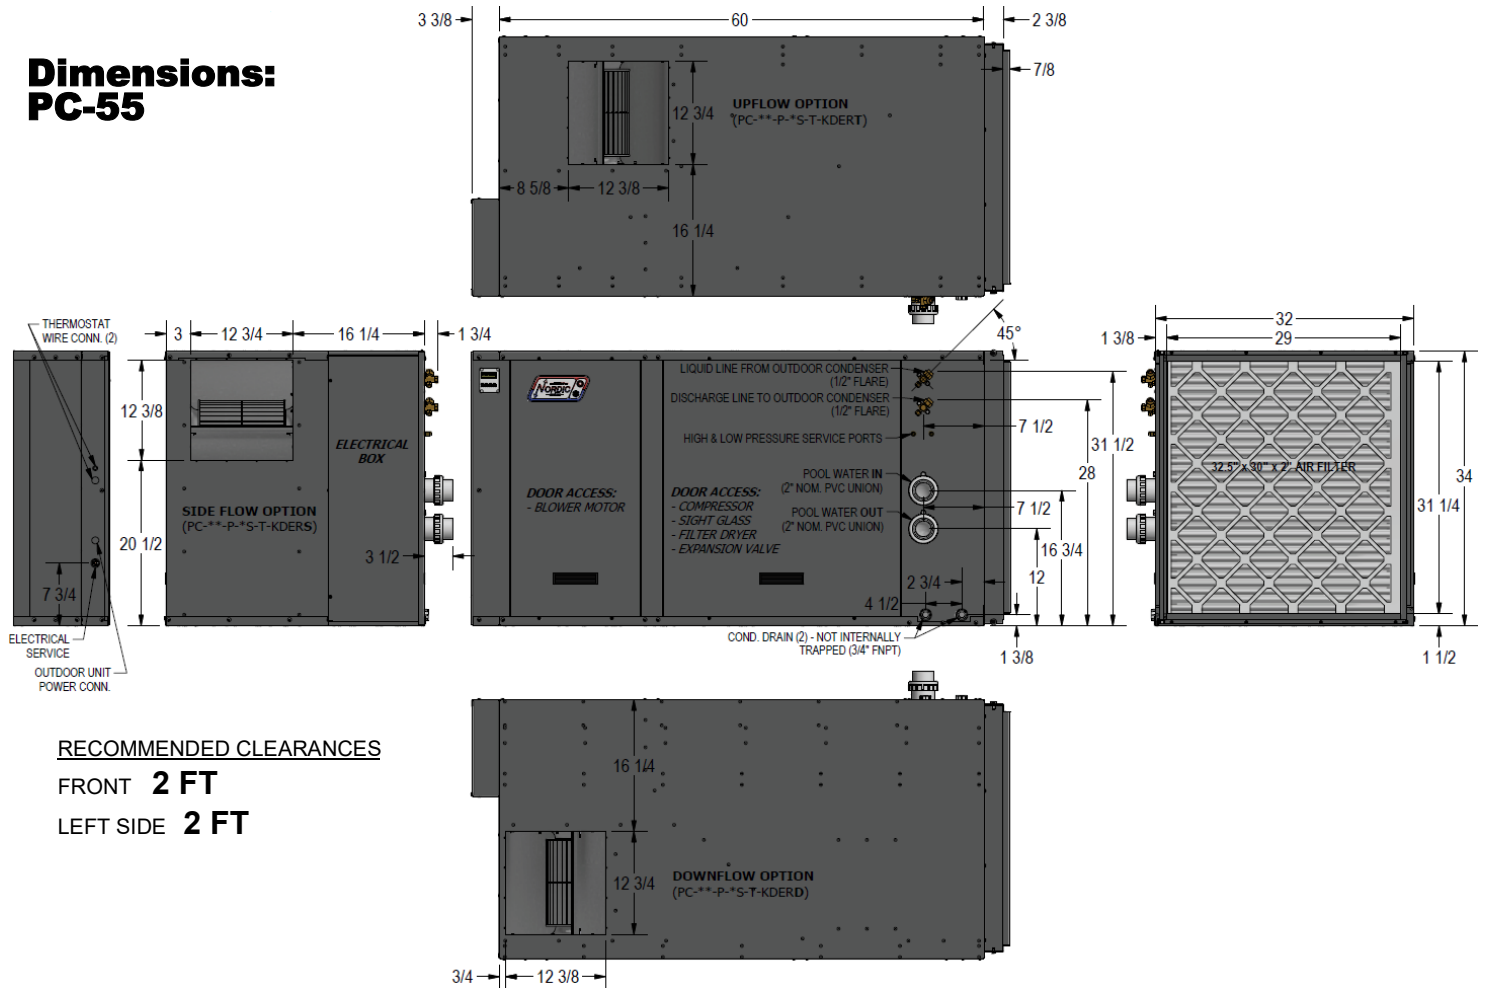 Dimensions:
PC-55
3 3/8
60
2 3/8
7/8
12 3/4
UPFLOW OPTION
(PC-**-P-*S-T-KDERT)
8 5/8
12 3/8
16 1/4
THERMOSTAT
WIRE CONN. (2)
3
12 3/4
16 1/4
1 3/4
12 3/8
ELECTRICAL
BOX
SIDE FLOW OPTION
(PC-**-P-*S-T-KDERS)
20 1/2
3 1/2
7 3/4
ELECTRICAL
SERVICE
OUTDOOR UNIT
POWER CONN.
NORDIC
45°
LIQUID LINE FROM OUTDOOR CONDENSER
(1/2" FLARE)
DISCHARGE LINE TO OUTDOOR CONDENSER
(1/2" FLARE)
7 1/2
HIGH & LOW PRESSURE SERVICE PORTS
31 1/2
28
POOL WATER IN
(2" NOM. PVC UNION)
DOOR ACCESS:
- BLOWER MOTOR
DOOR ACCESS:
- COMPRESSOR
- SIGHT GLASS
- FILTER DRYER
- EXPANSION VALVE
POOL WATER OUT
(2" NOM. PVC UNION)
7 1/2
16 3/4
12
2 3/4
4 1/2
COND. DRAIN (2) - NOT INTERNALLY
TRAPPED (3/4" FNPT)
1 3/8
32
1 3/8
29
32.5" x 30" x 2" AIR FILTER
34
31 1/4
1 1/2
RECOMMENDED CLEARANCES
FRONT 2 FT
LEFT SIDE 2 FT
16 1/4
12 3/4
DOWNFLOW OPTION
(PC-**-P-*S-T-KDERD)
3/4
12 3/8